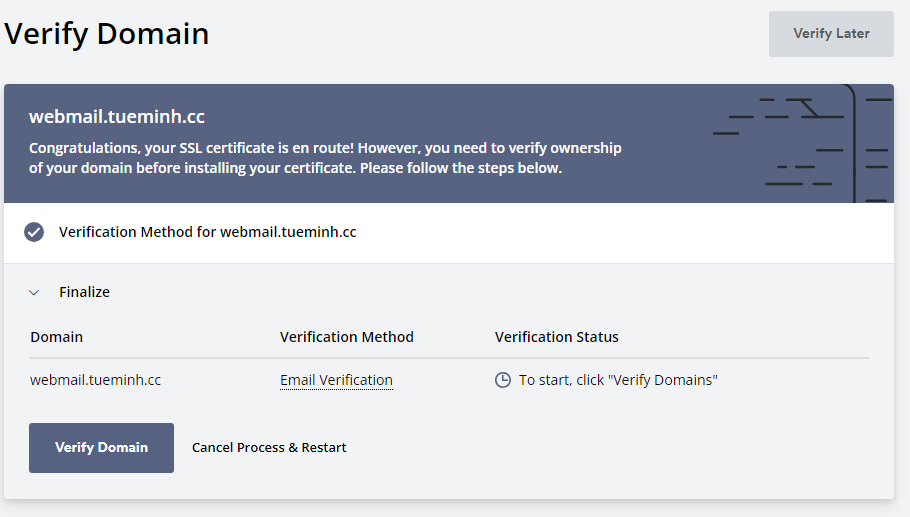 Verify Domain
Verify Later
webmail.tueminh.cc
Congratulations, your SSL certificate is en route! However, you need to verify ownership
of your domain before installing your certificate. Please follow the steps below.
Verification Method for webmail.tueminh.cc
Finalize
Domain Verification Method Verification Status
webmail.tueminh.cc Email Verification To start, click "Verify Domains"
Verify Domain Cancel Process & Restart